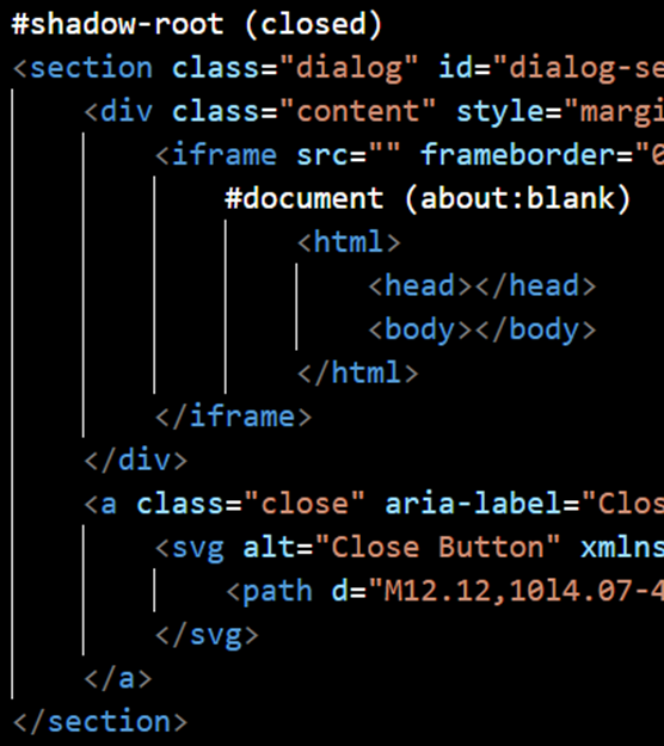 #shadow-root (closed)
<section class="dialog" id="dialog-se
<div class="content" style="margi
<iframe src="" frameborder="0
#document (about:blank)
<html>
<head></head>
<body></body>
</html>
</iframe>
</div>
<a class="close" aria-label="Clos
<svg alt="Close Button" xmlns
<path d="M12.12,10l4.07-4
</svg>
</a>
</section>